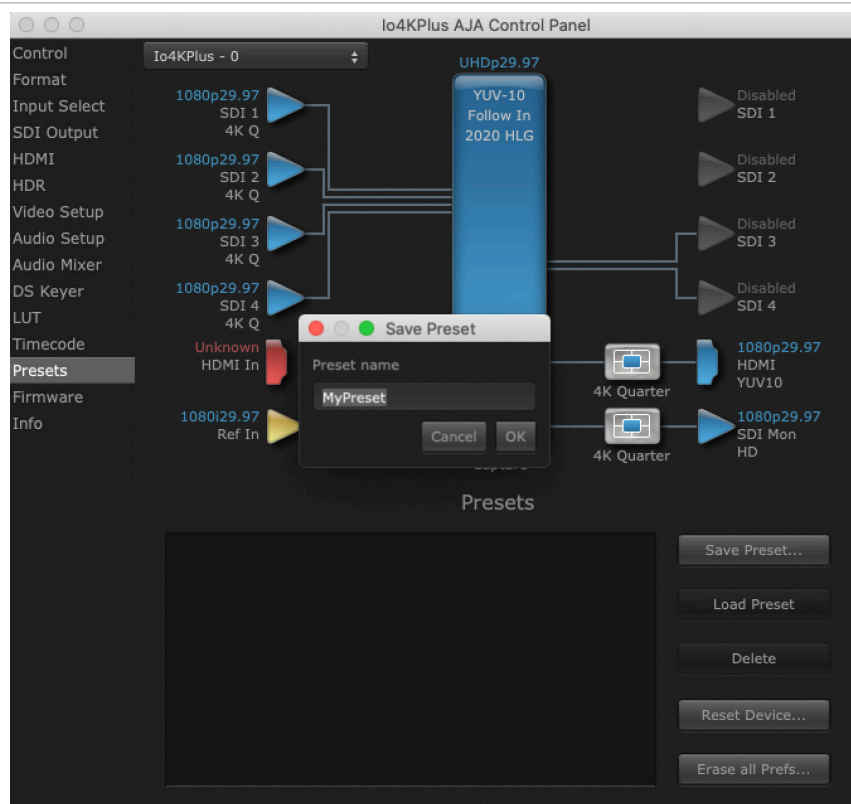 Io4KPlus AJA Control Panel
Control
Format
Input Select
SDI Output
HDMI
HDR
Video Setup
Audio Setup
Audio Mixer
DS Keyer
LUT
Timecode
Presets
Firmware
Info
Io4KPlus - 0
1080p29.97
SDI 1
4K Q
1080p29.97
SDI 2
4K Q
1080p29.97
SDI 3
4K Q
1080p29.97
SDI 4
4K Q
Unknown
HDMI In
1080i29.97
Ref In
UHDp29.97
YUV-10
Follow In
2020 HLG
Disabled
SDI 1
Disabled
SDI 2
Disabled
SDI 3
Disabled
SDI 4
4K Quarter
1080p29.97
HDMI
YUV10
4K Quarter
1080p29.97
SDI Mon
HD
Save Preset
Preset name
MyPreset
Cancel
OK
Capture
Presets
Save Preset...
Load Preset
Delete
Reset Device...
Erase all Prefs...